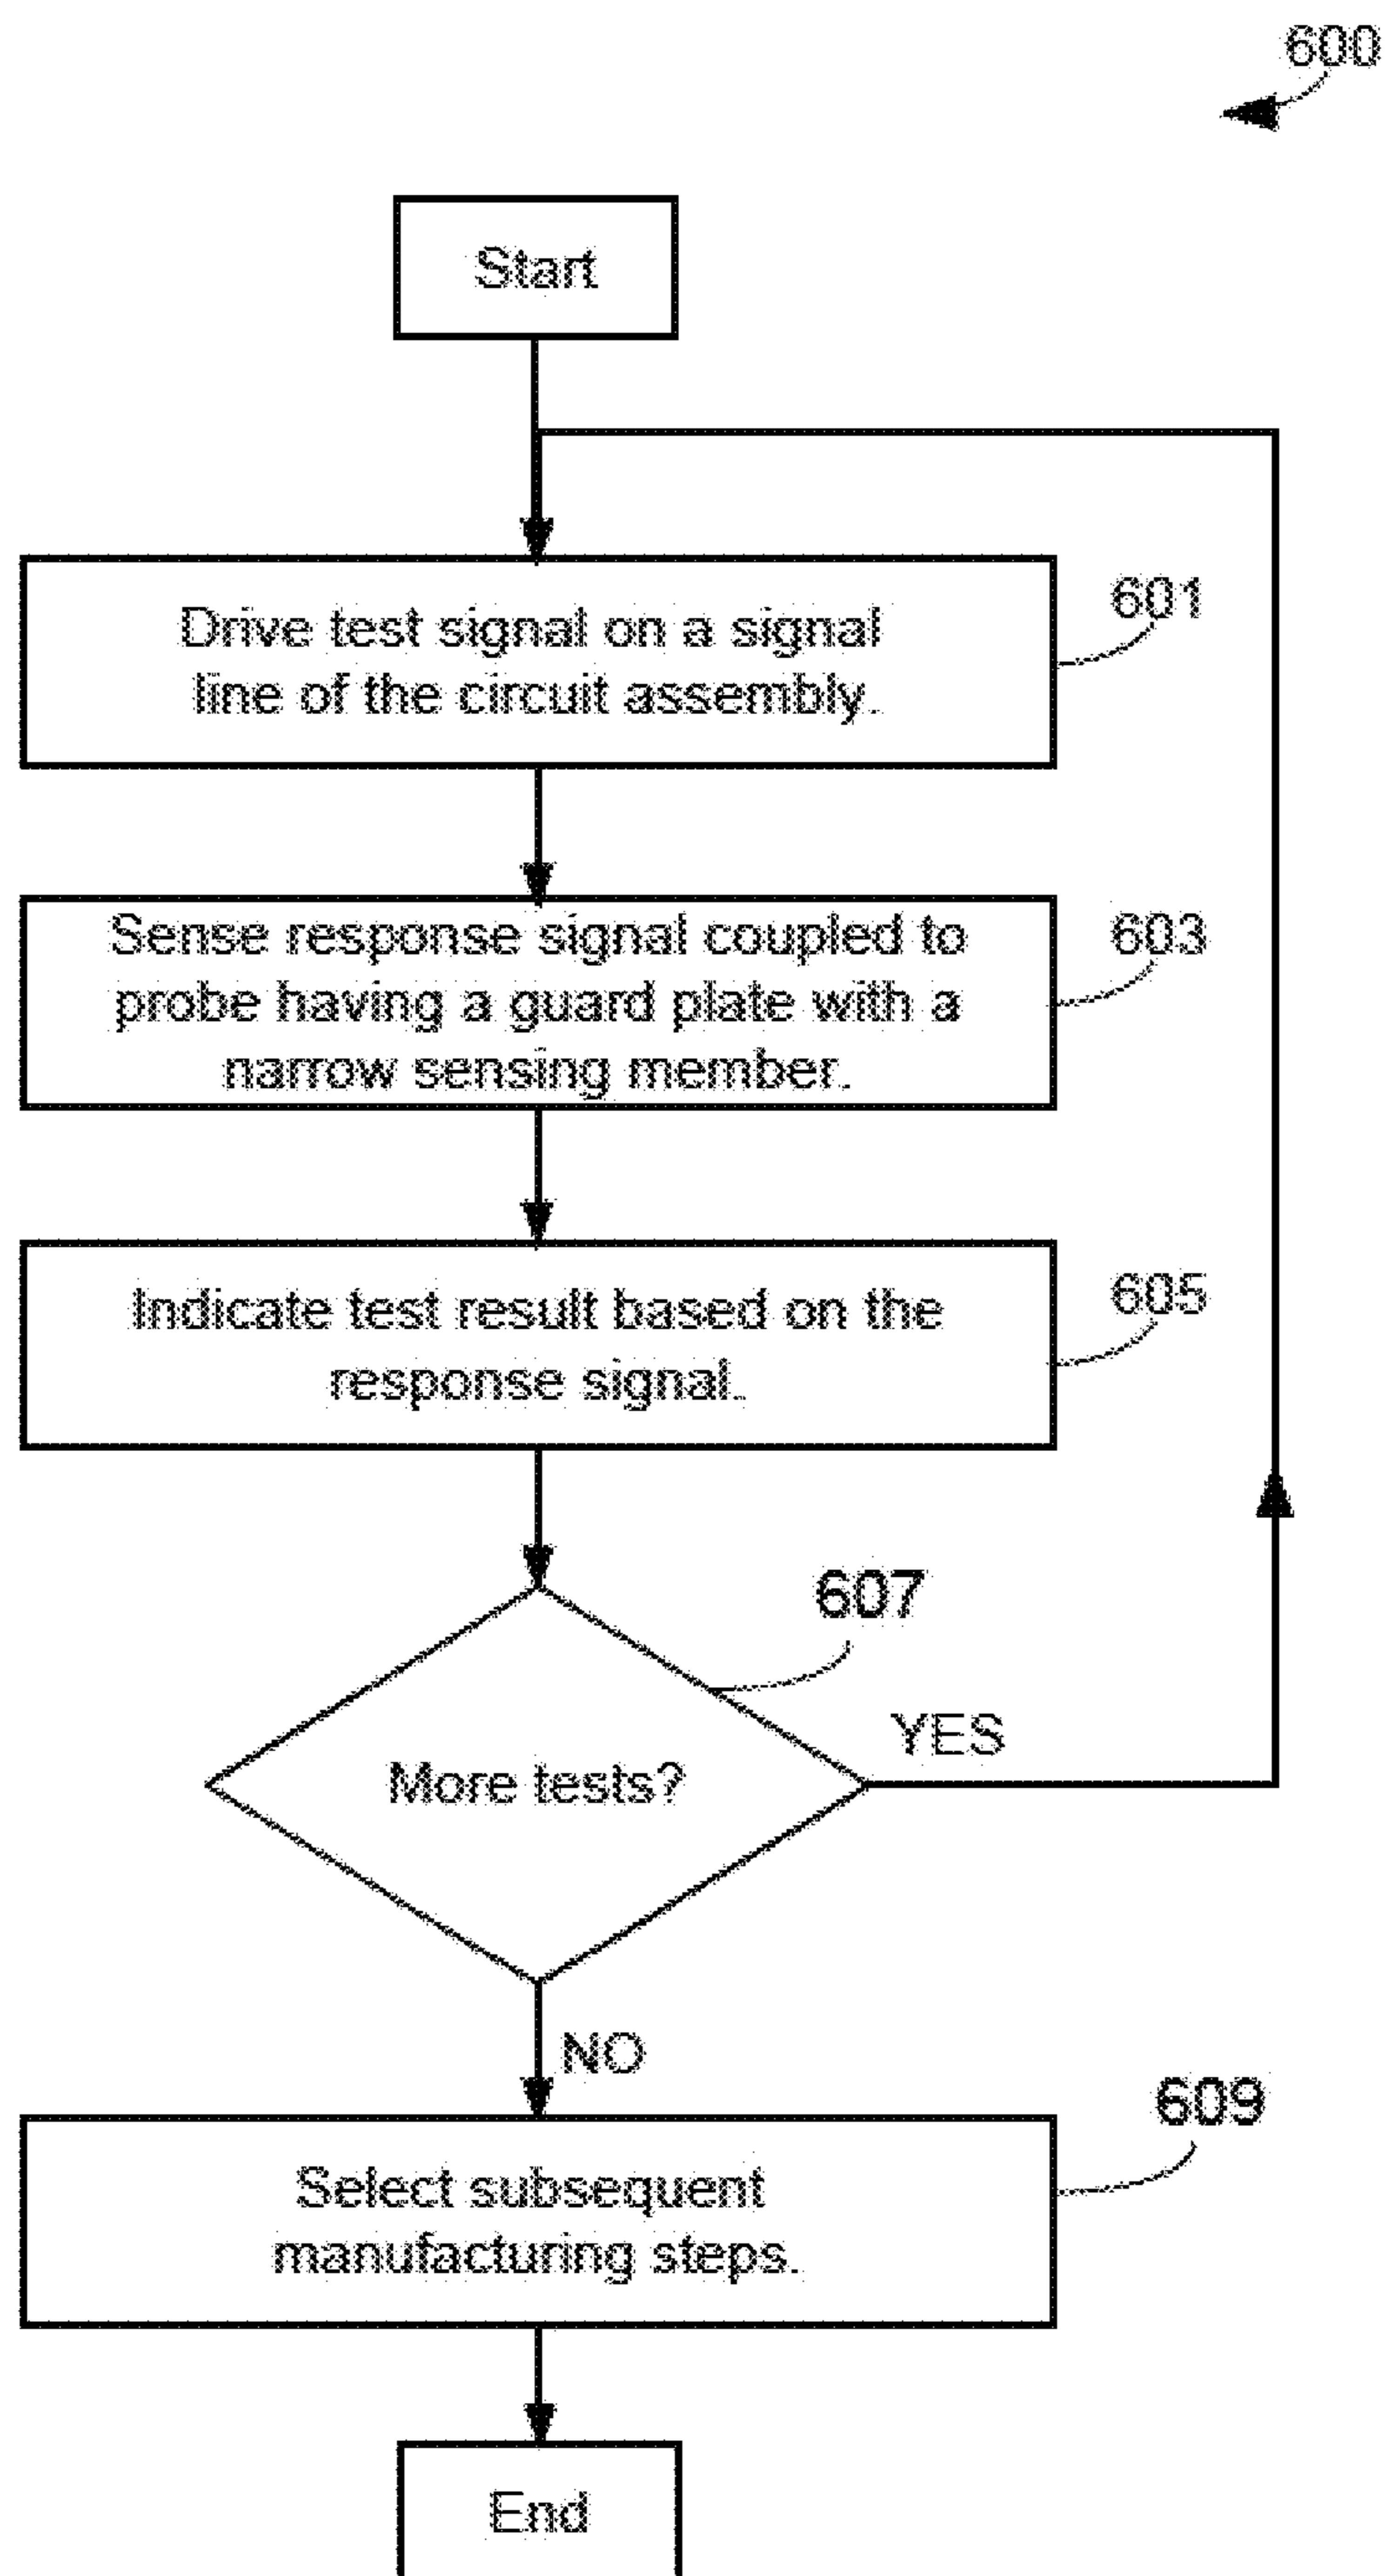 600
Start
Drive test signal on a signal
line of the circuit assembly.
601
Sense response signal coupled to
probe having a guard plate with a
narrow sensing member.
603
Indicate test result based on the
response signal.
605
607
More tests?
YES
NO
609
Select subsequent
manufacturing steps.
End